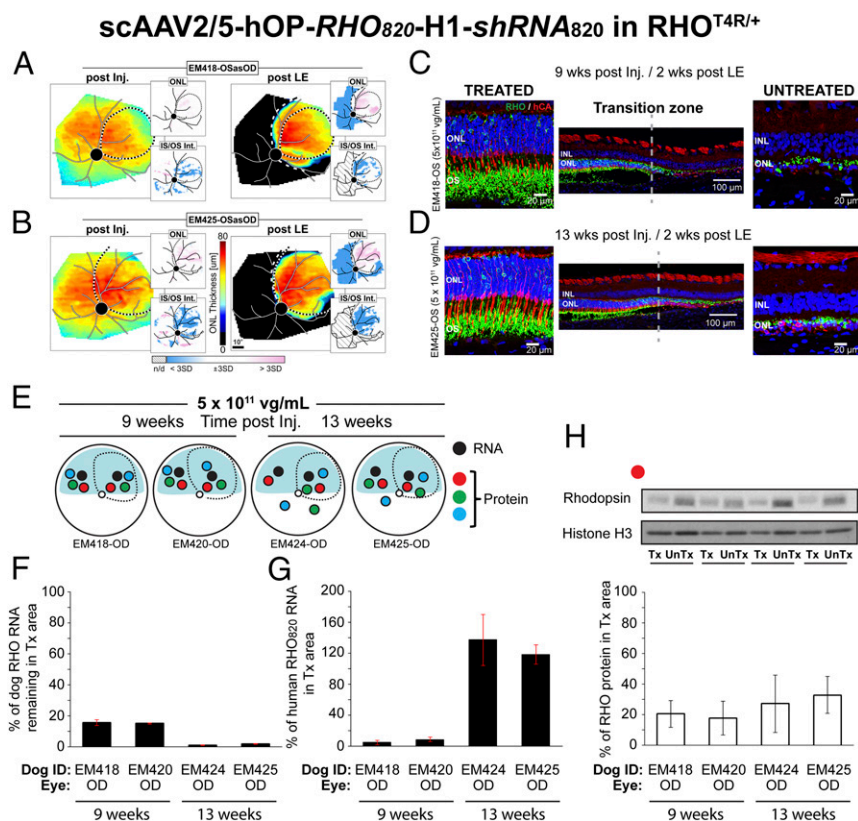 scAAV2/5-hOP-RHO820-H1-shRNA820 in RHOT4R/+
A
EM418-OSasOD
post Inj.
ONL
IS/OS Int.
post LE
ONL
IS/OS Int.
B
EM425-OSasOD
post Inj.
ONL
IS/OS Int.
80
ONL Thickness [um]
0
10°
post LE
ONL
IS/OS Int.
n/d < 3SD ±3SD > 3SD
C
9 wks post Inj. / 2 wks post LE
TREATED
Transition zone
UNTREATED
EM418-OS (5x10¹¹ vg/mL)
RHO / hCA
ONL
OS
20 µm
INL
ONL
100 µm
INL
ONL
20 µm
D
13 wks post Inj. / 2 wks post LE
EM425-OS (5 x 10¹¹ vg/mL)
ONL
OS
20 µm
INL
ONL
100 µm
INL
ONL
20 µm
E
5 x 10¹¹ vg/mL
9 weeks Time post Inj. 13 weeks
EM418-OD EM420-OD EM424-OD EM425-OD
RNA
Protein
F
% of dog RHO RNA
remaining in Tx area
100
80
60
40
20
0
Dog ID: EM418 EM420 EM424 EM425
Eye: OD OD OD OD
9 weeks 13 weeks
G
% of human RHO820 RNA
in Tx area
200
160
120
80
40
0
EM418 EM420 EM424 EM425
OD OD OD OD
9 weeks 13 weeks
H
Rhodopsin
Histone H3
Tx UnTx Tx UnTx Tx UnTx Tx UnTx
% of RHO protein in Tx area
100
80
60
40
20
0
Dog ID: EM418 EM420 EM424 EM425
Eye: OD OD OD OD
9 weeks 13 weeks